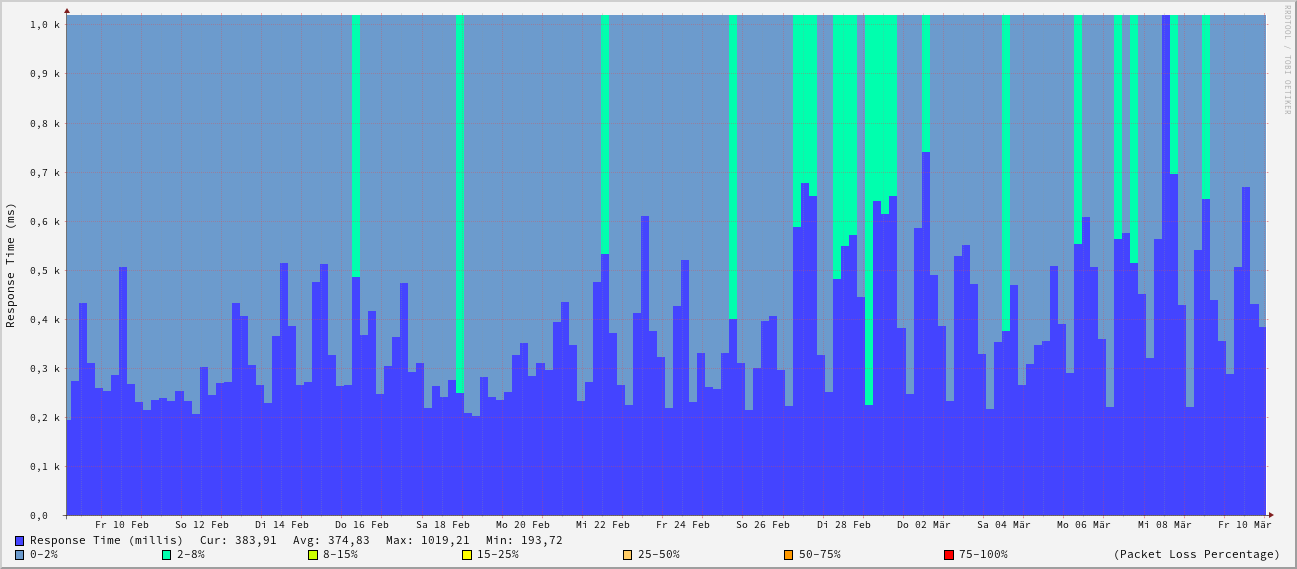 RRDTOOL / TOBI OETIKER
Response Time (ms)
1,0 k
0,9 k
0,8 k
0,7 k
0,6 k
0,5 k
0,4 k
0,3 k
0,2 k
0,1 k
0,0
Fr 10 Feb So 12 Feb Di 14 Feb Do 16 Feb Sa 18 Feb Mo 20 Feb Mi 22 Feb Fr 24 Feb So 26 Feb Di 28 Feb Do 02 Mär Sa 04 Mär Mo 06 Mär Mi 08 Mär Fr 10 Mär
Response Time (millis) Cur: 383,91 Avg: 374,83 Max: 1019,21 Min: 193,72
0-2% 2-8% 8-15% 15-25% 25-50% 50-75% 75-100% (Packet Loss Percentage)